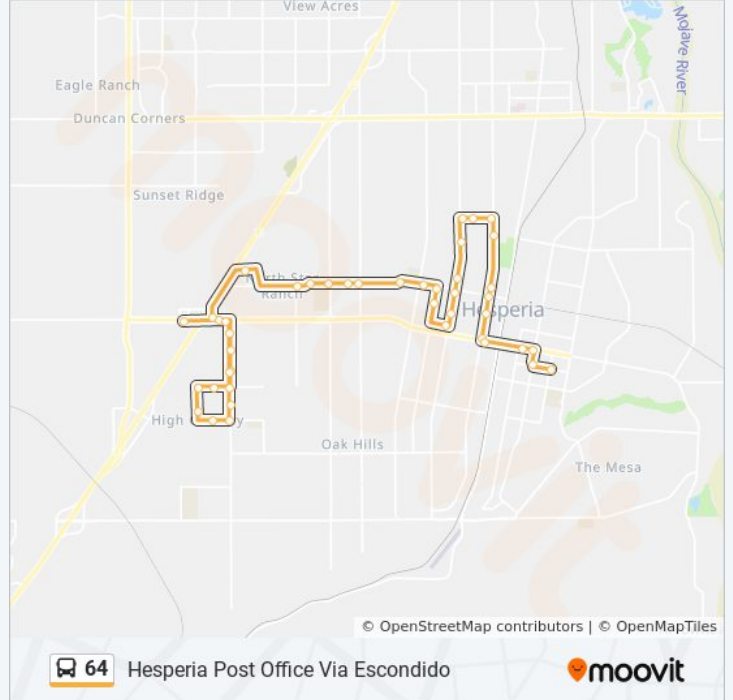 View Acres
Mojave River
Eagle Ranch
Duncan Corners
Sunset Ridge
Ranch
Hesperia
High
Oak Hills
The Mesa
© OpenStreetMap contributors | © OpenMapTiles
64 Hesperia Post Office Via Escondido
moovit